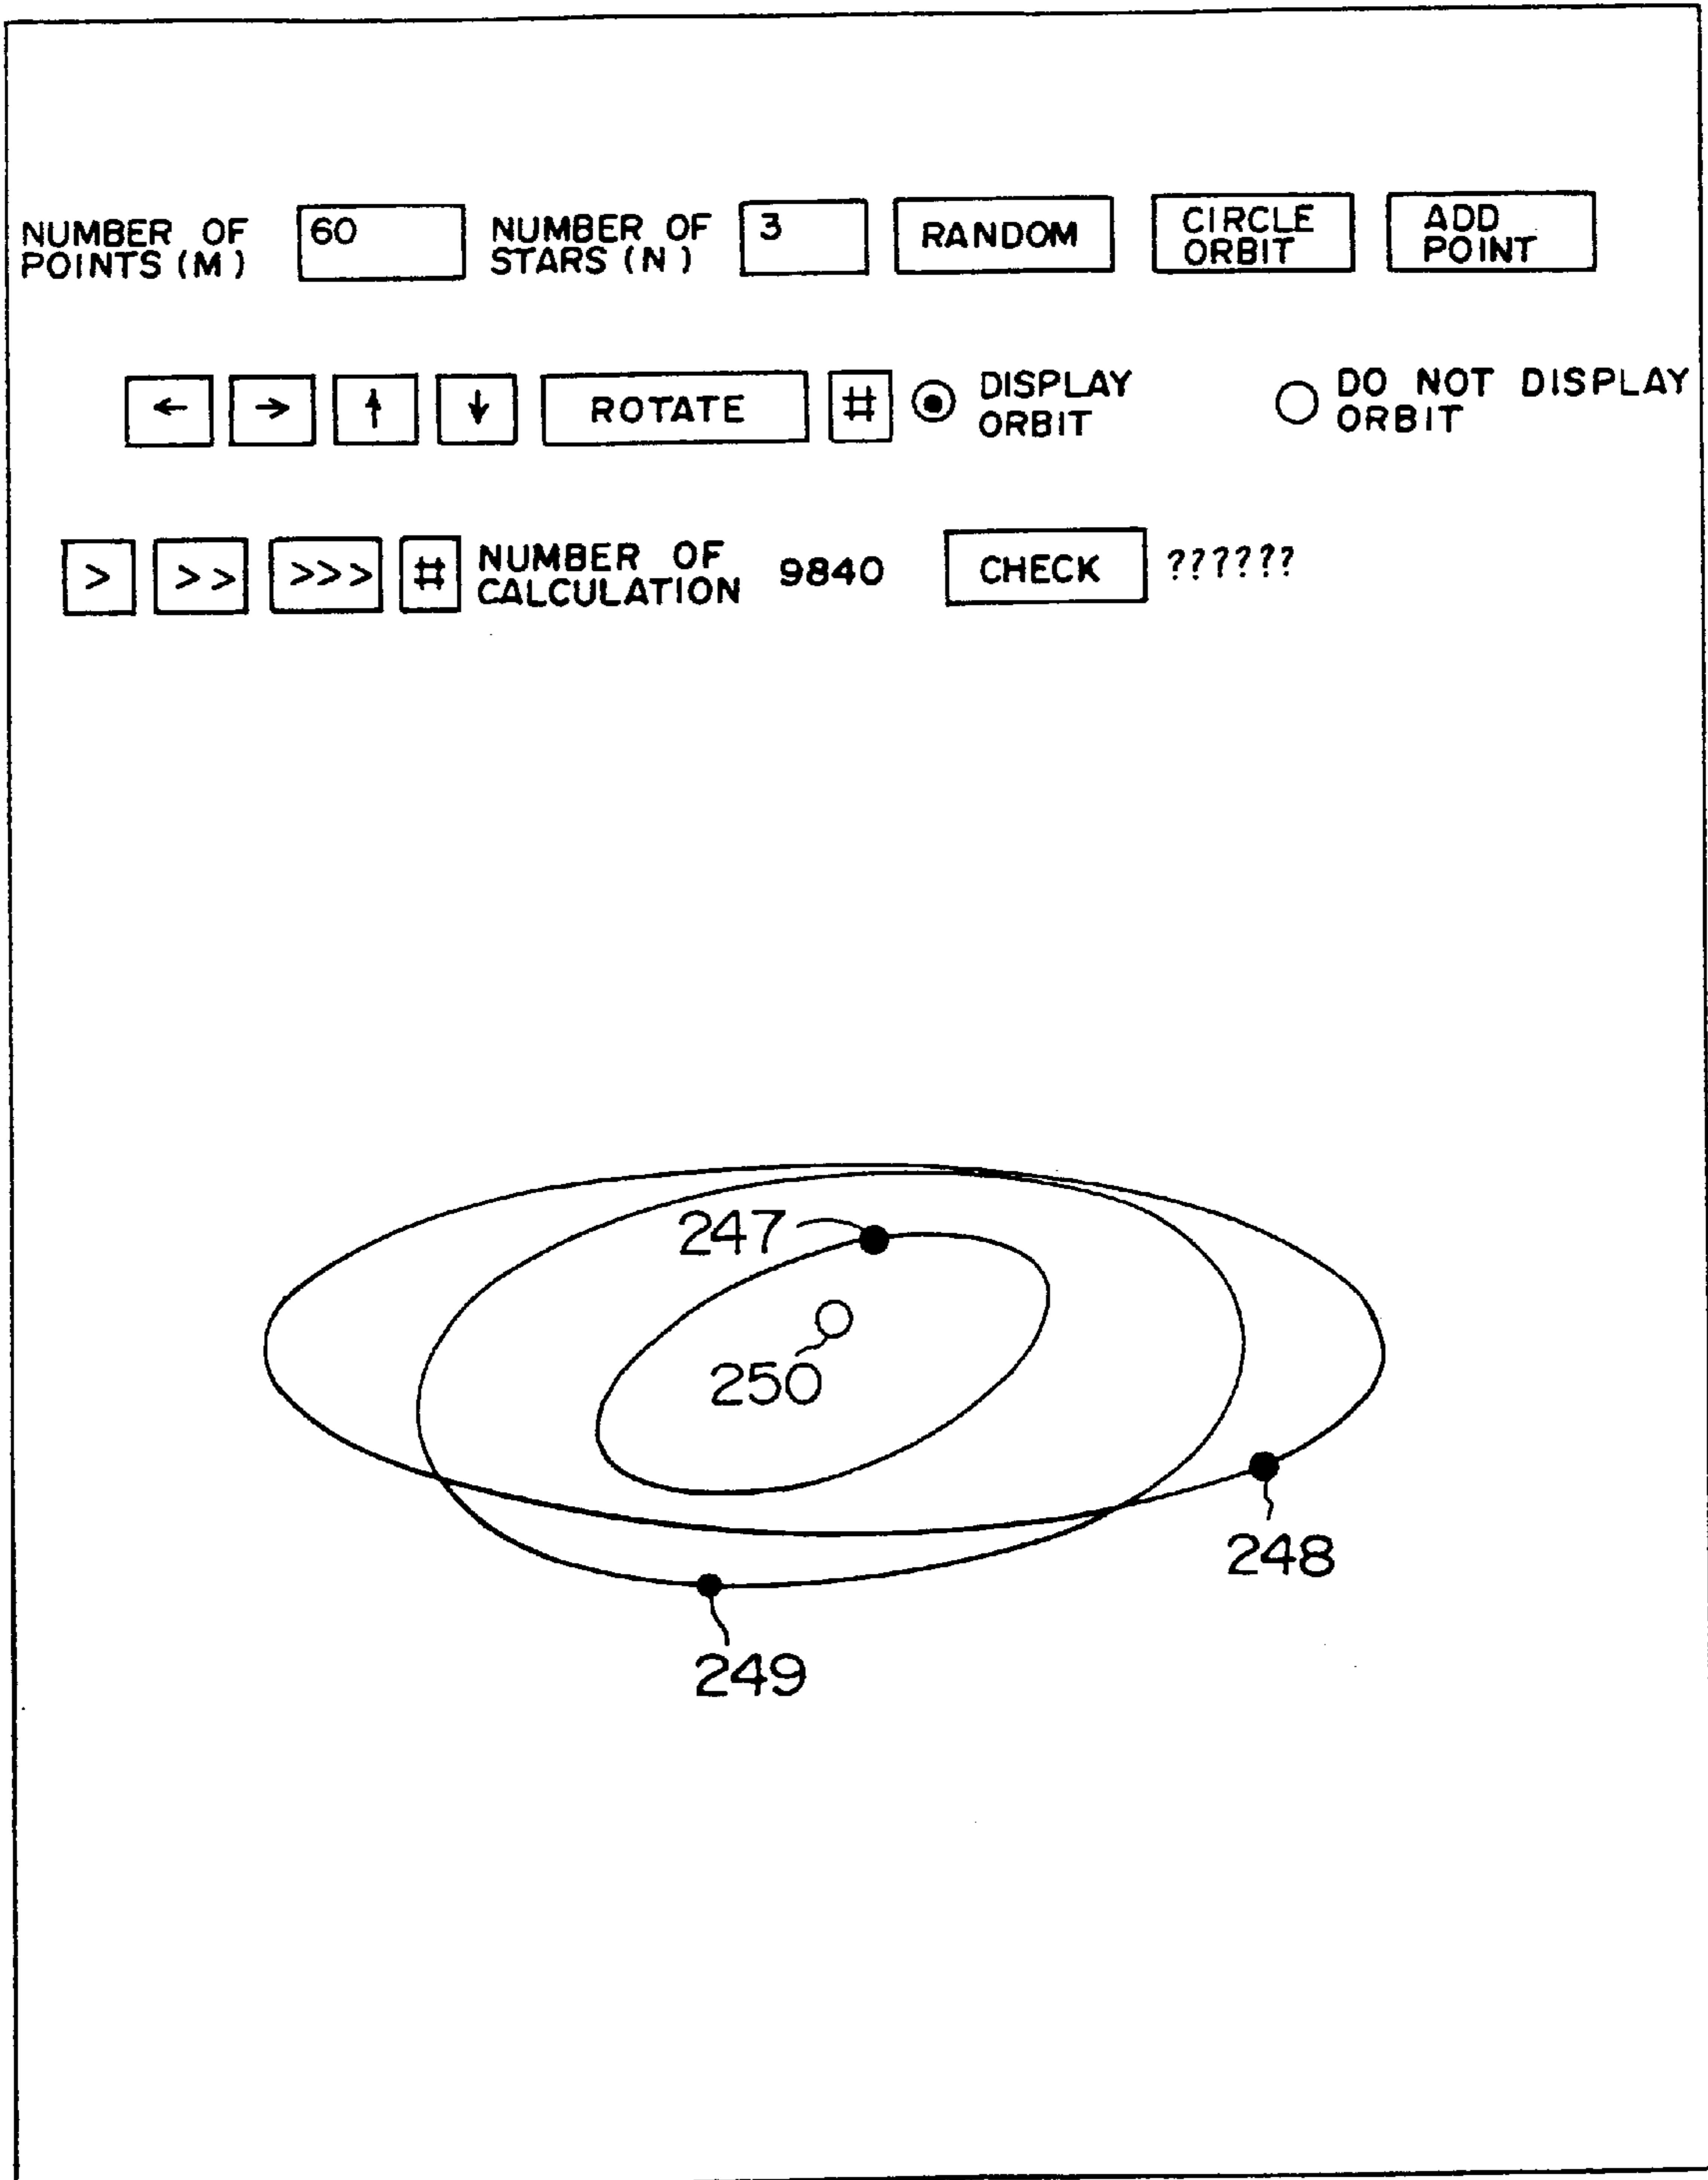 NUMBER OF POINTS (M) 60 NUMBER OF STARS (N) 3 RANDOM CIRCLE ORBIT ADD POINT
← → ↑ ↓ ROTATE # DISPLAY ORBIT DO NOT DISPLAY ORBIT
> >> >>> # NUMBER OF CALCULATION 9840 CHECK ??????
247
250
248
249